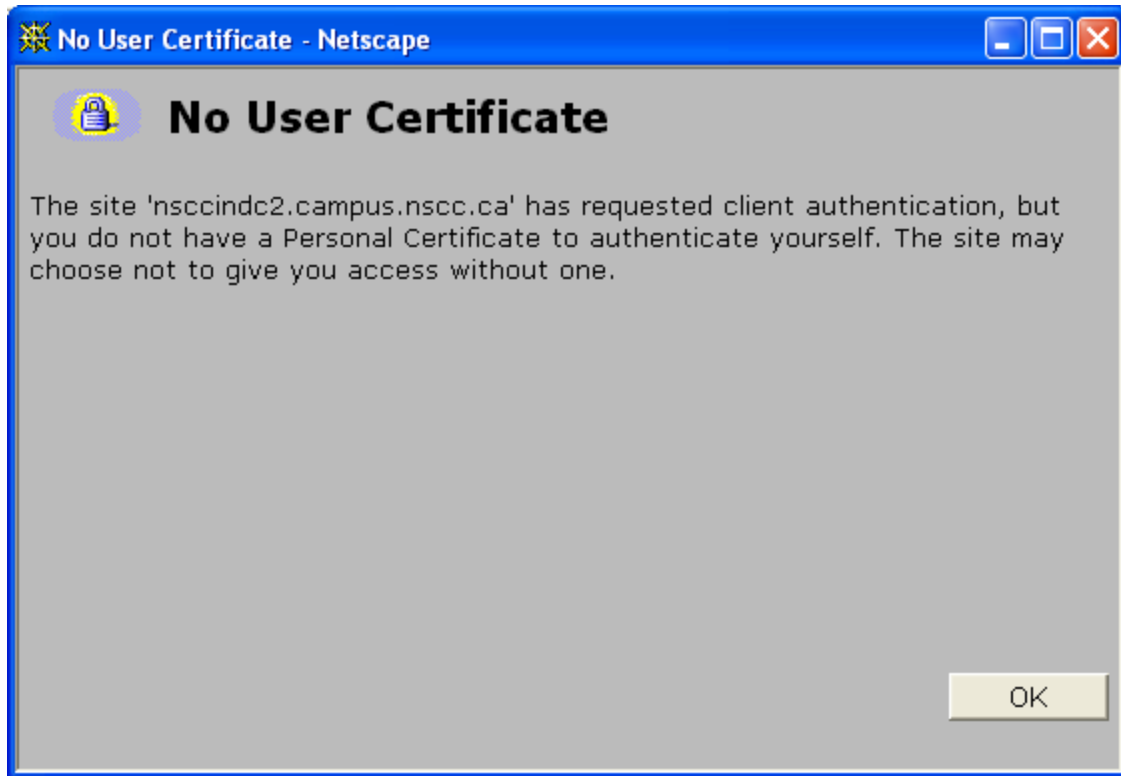 No User Certificate - Netscape
No User Certificate
The site 'nsccindc2.campus.nscc.ca' has requested client authentication, but
you do not have a Personal Certificate to authenticate yourself. The site may
choose not to give you access without one.
OK